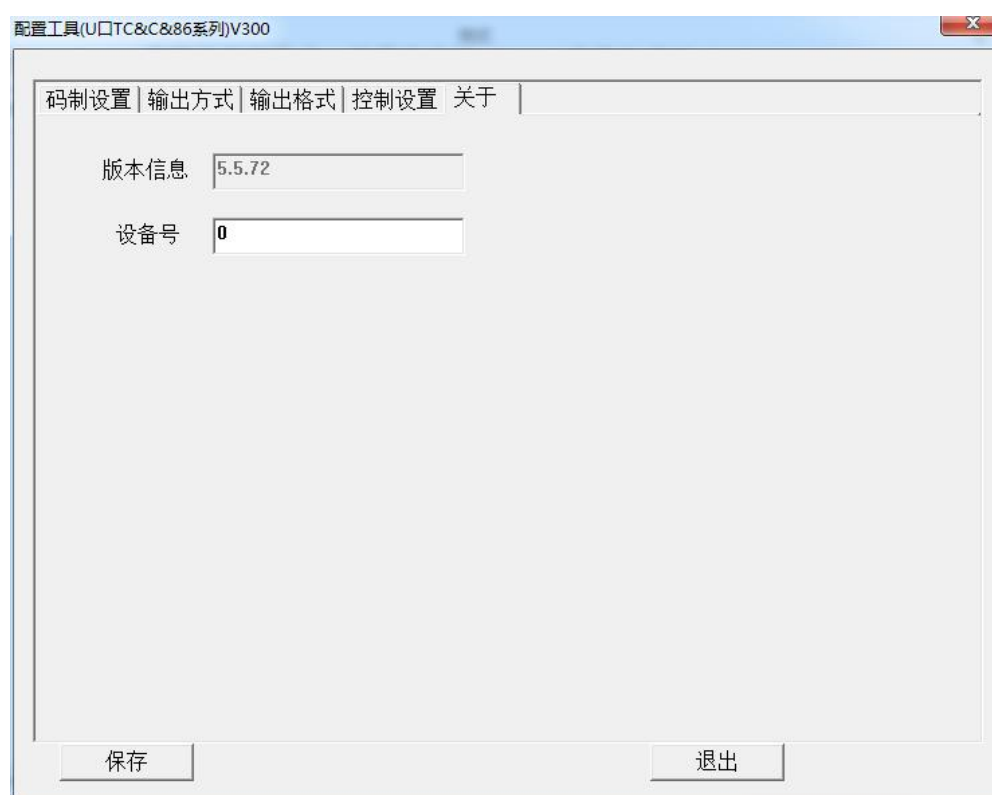 配置工具(U口TC&C&86系列)V300
码制设置 输出方式 输出格式 控制设置 关于
版本信息 5.5.72
设备号 0
保存 退出